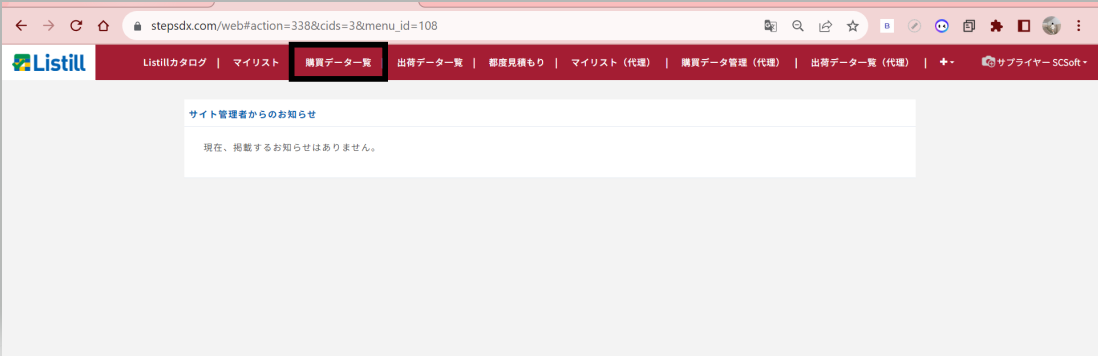 stepsdx.com/web#action=338&cids=3&menu_id=108
Listill Listillカタログ | マイリスト 購買データ一覧 出荷データ一覧 | 都度見積もり | マイリスト（代理） | 購買データ管理（代理） | 出荷データ一覧（代理） | サプライヤー SCSoft
サイト管理者からのお知らせ
現在、掲載するお知らせはありません。